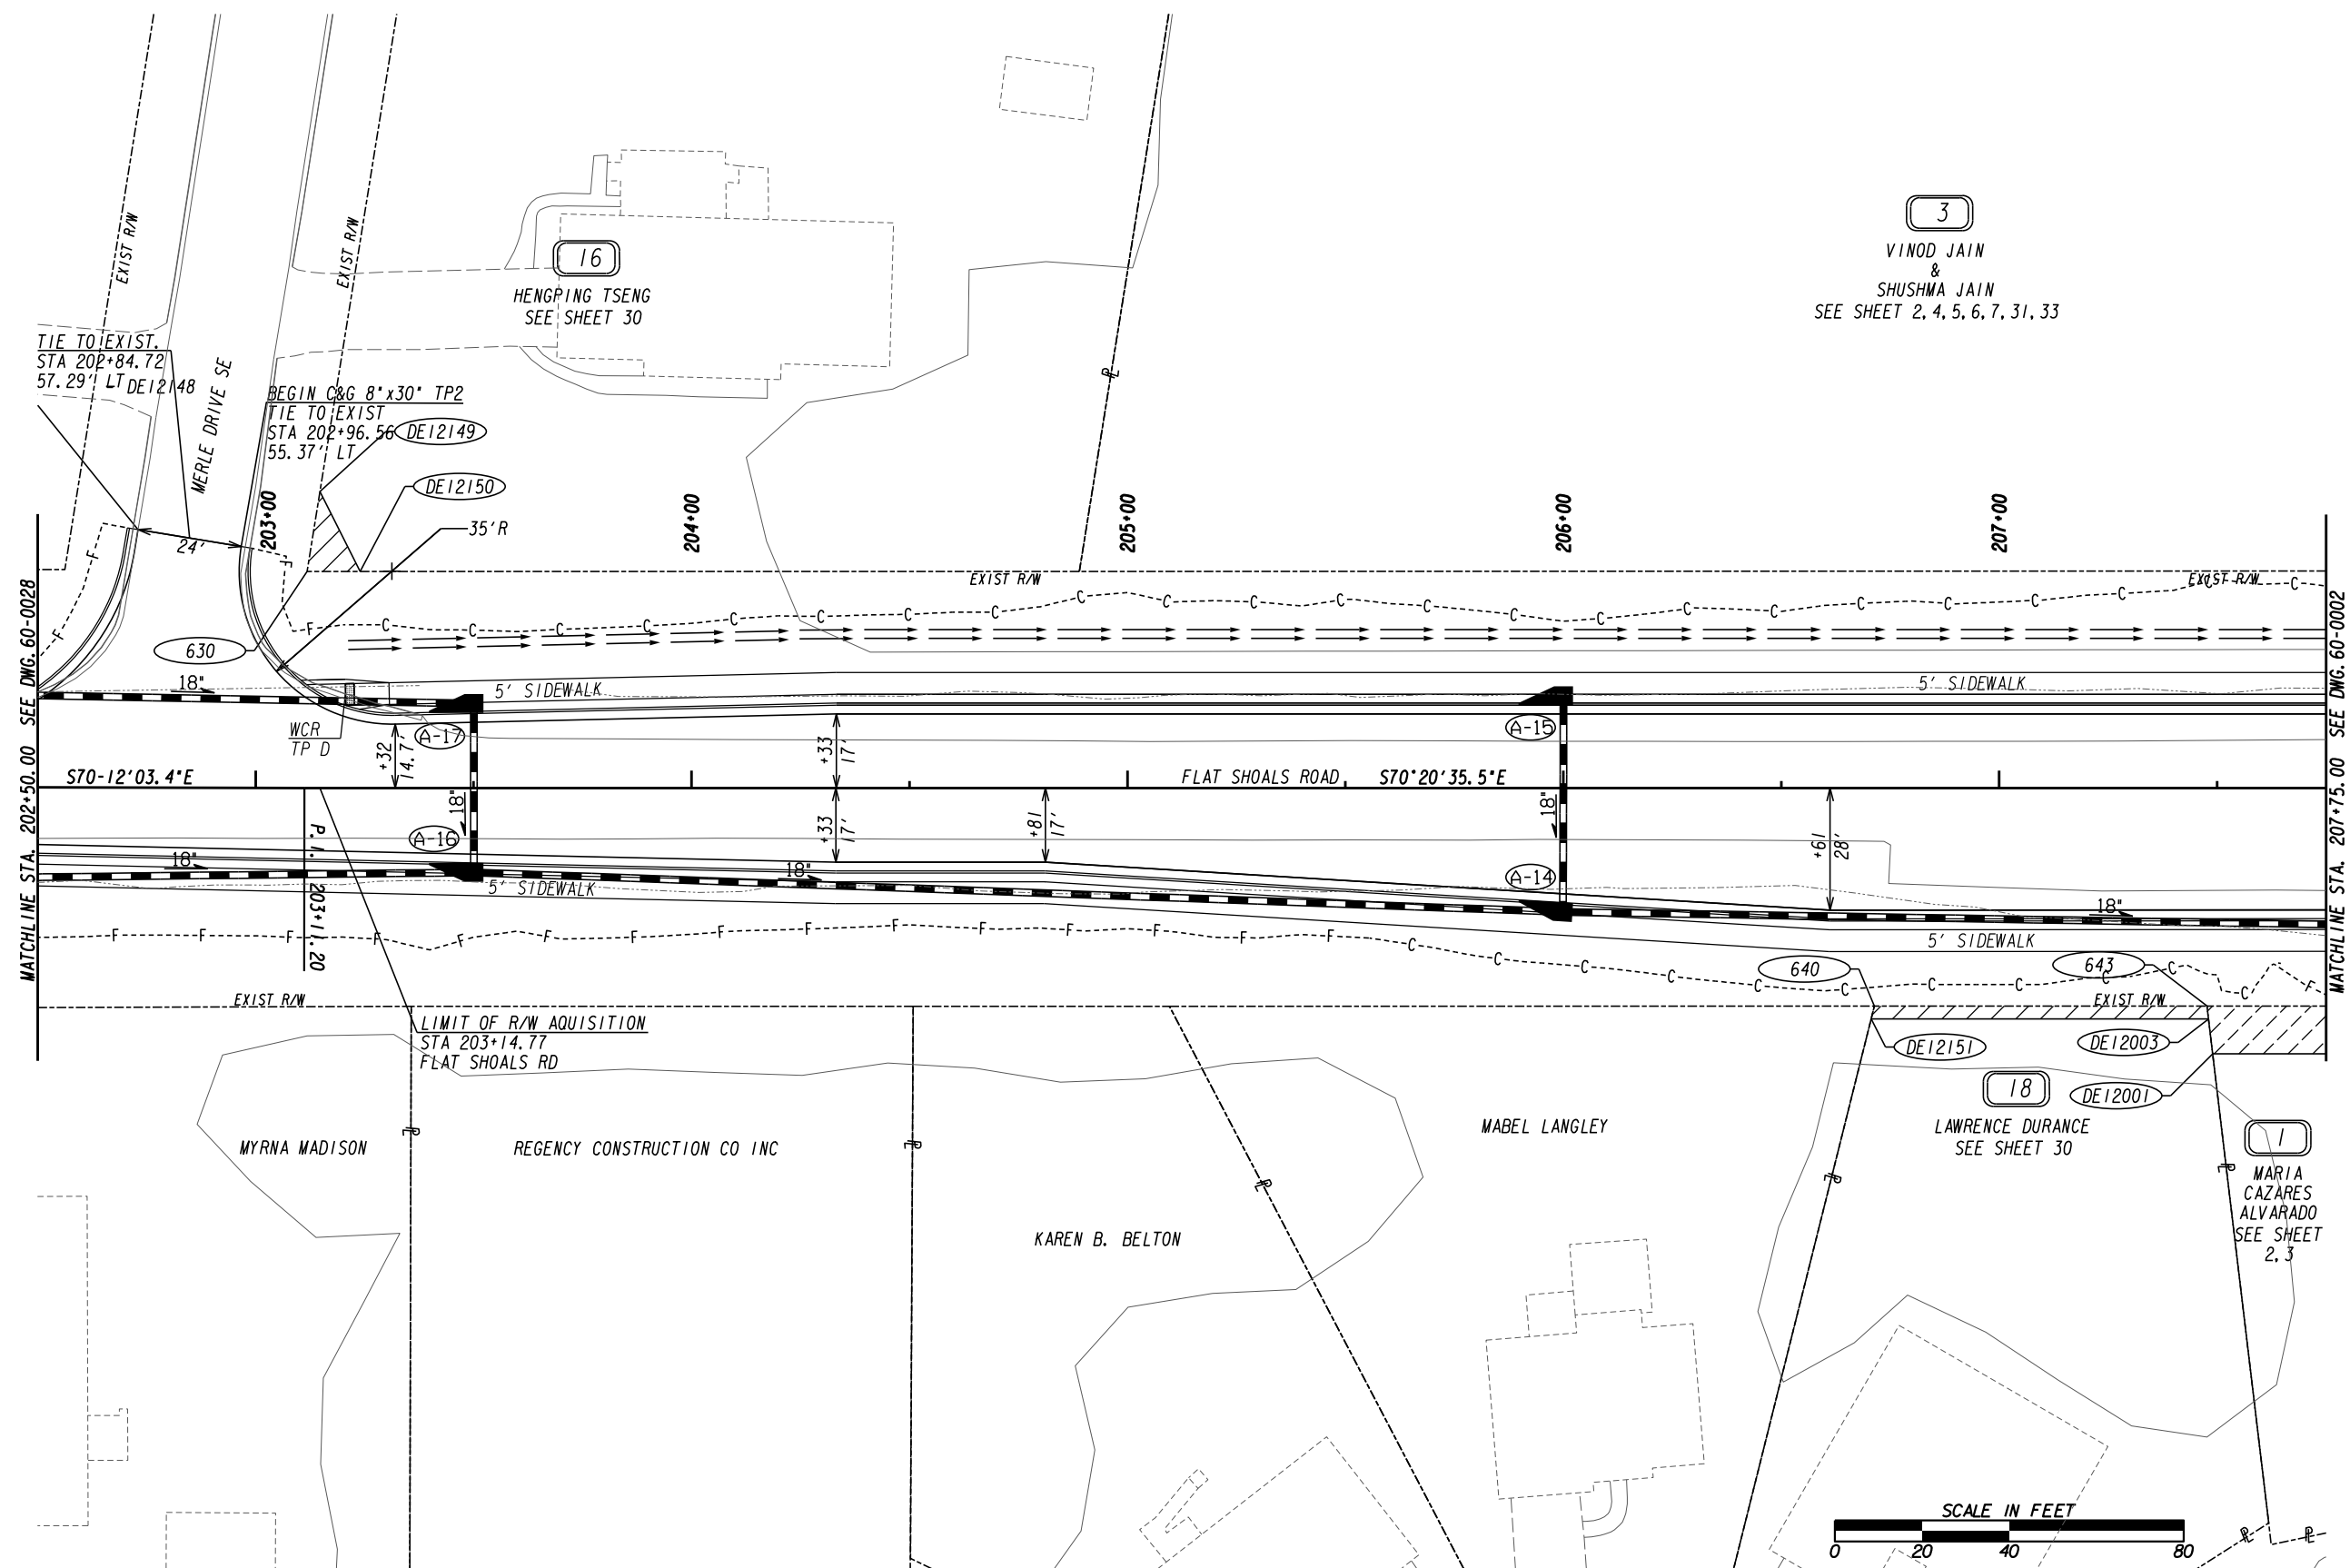 3
VINOD JAIN
&
SHUSHMA JAIN
SEE SHEET 2, 4, 5, 6, 7, 31, 33
EXIST R/W
EXIST R/W
16
HENGPING TSENG
SEE SHEET 30
TIE TO EXIST.
STA 202+84.72
57.29' LT
DE12148
MERLE DRIVE SE
BEGIN C&G 8"x30" TP2
TIE TO EXIST
STA 202+96.56
55.37' LT
DE12149
DE12150
35'R
24'
PL
203+00
204+00
205+00
206+00
207+00
EXIST R/W
EXIST R/W
F
F
F
F
C C C C C C C C C C C C C C C C C C C C C C C
630
18"
5' SIDEWALK
5' SIDEWALK
WCR
TP D
A-17
A-15
+32
14.7'
+33
17'
S70-12'03.4"E
FLAT SHOALS ROAD
S70°20'35.5"E
MATCHLINE STA. 202+50.00 SEE DWG.60-0028
MATCHLINE STA. 207+75.00 SEE DWG.60-0002
P.I. 203+11.20
18"
18"
A-16
A-14
+33
17'
+81
17'
+61
28'
18"
18"
18"
5' SIDEWALK
5' SIDEWALK
F F F F F F F F F F F F F F F C C C C C C C C C C C F
640
643
EXIST R/W
EXIST R/W
LIMIT OF R/W AQUISITION
STA 203+14.77
FLAT SHOALS RD
DE12151
DE12003
18
DE12001
LAWRENCE DURANCE
SEE SHEET 30
1
MARIA
CAZARES
ALVARADO
SEE SHEET
2, 3
MYRNA MADISON
REGENCY CONSTRUCTION CO INC
KAREN B. BELTON
MABEL LANGLEY
PL
PL
PL
PL
PL
PL
PL
SCALE IN FEET
0 20 40 80